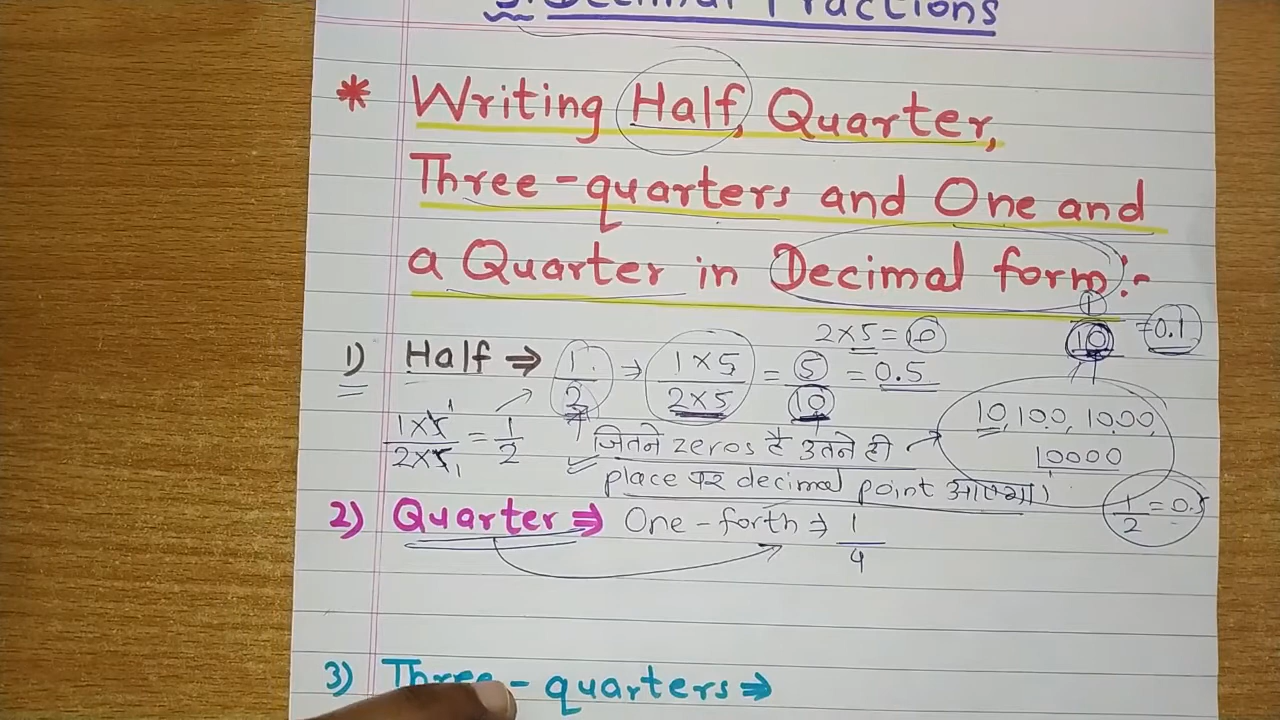 Decimal Fractions
* Writing Half, Quarter,
Three-quarters and One and
a Quarter in Decimal form:-
1/10 = 0.1
2×5=10
1) Half ⇒ 1/2 → 1×5/2×5 = 5/10 = 0.5
1×5/2×5 = 1/2
10, 100, 1000,
10000
जितने zeros है उतने ही
place पर decimal point आएगा।
1/2 = 0.5
2) Quarter ⇒ One-forth ⇒ 1/4
3) Three-quarters ⇒